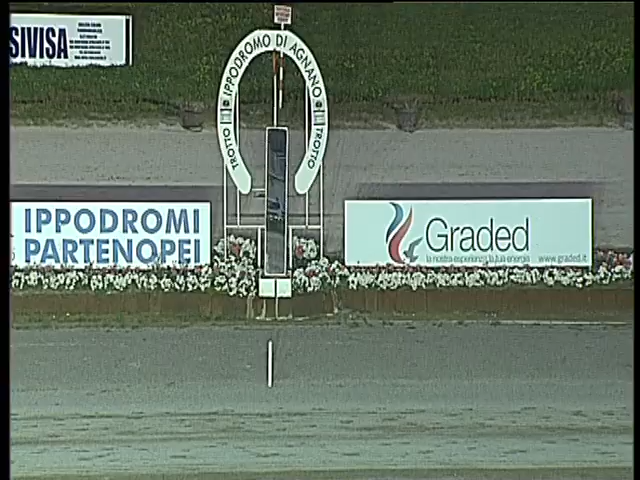 SIVISA
IPPODROMO DI AGNANO
TROTTO
TROTTO
IPPODROMI
PARTENOPEI
Graded
la nostra esperienza la tua energia www.graded.it